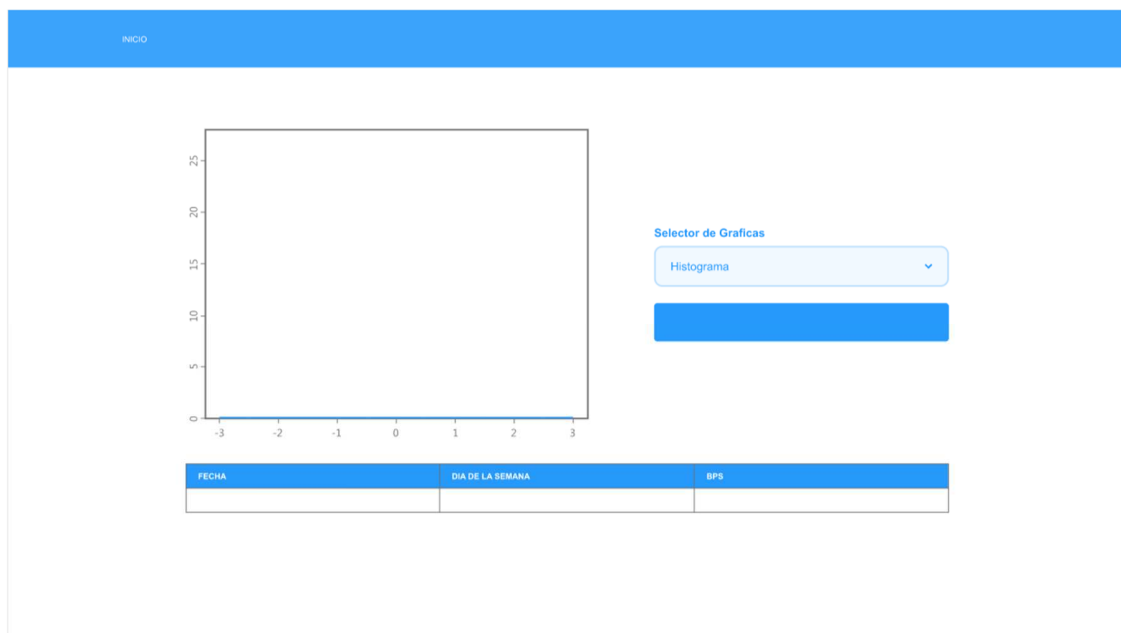 INICIO
25
20
15
10
5
0
-3 -2 -1 0 1 2 3
Selector de Graficas
Histograma
FECHA DIA DE LA SEMANA BPS